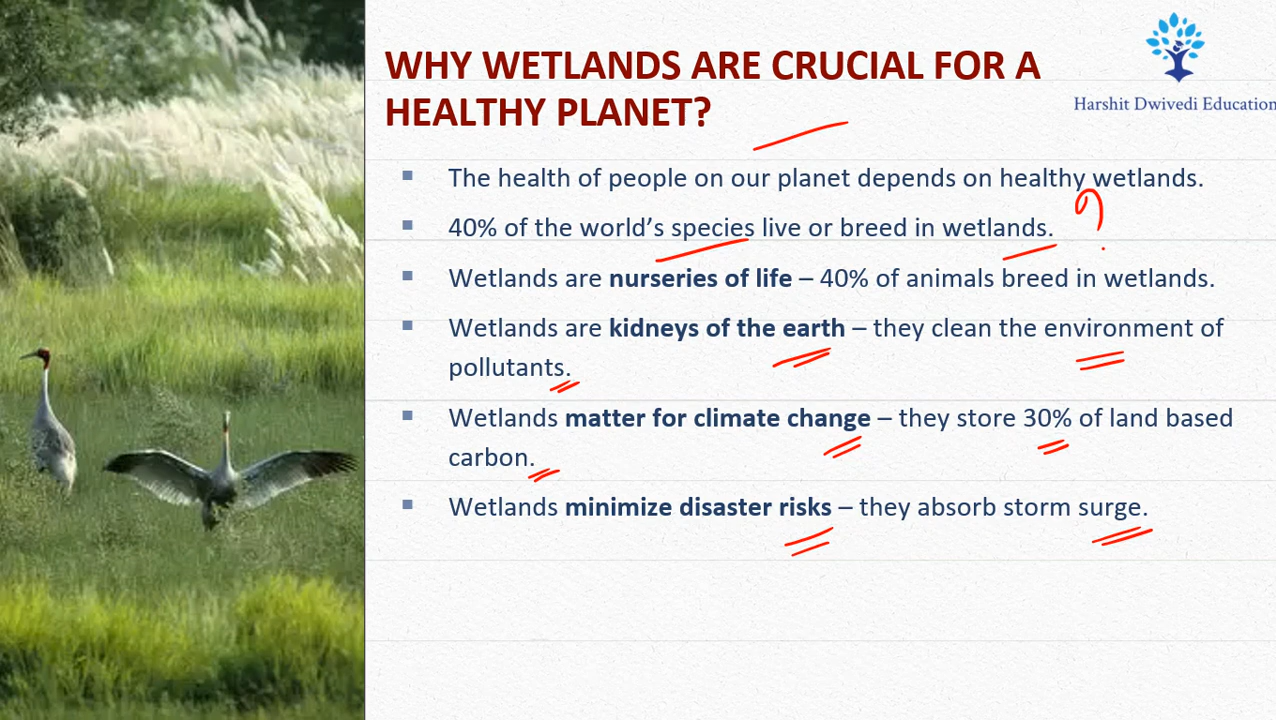 WHY WETLANDS ARE CRUCIAL FOR A
HEALTHY PLANET?
Harshit Dwivedi Education
▪ The health of people on our planet depends on healthy wetlands.
▪ 40% of the world's species live or breed in wetlands. ?
▪ Wetlands are nurseries of life – 40% of animals breed in wetlands.
▪ Wetlands are kidneys of the earth – they clean the environment of
pollutants.
▪ Wetlands matter for climate change – they store 30% of land based
carbon.
▪ Wetlands minimize disaster risks – they absorb storm surge.